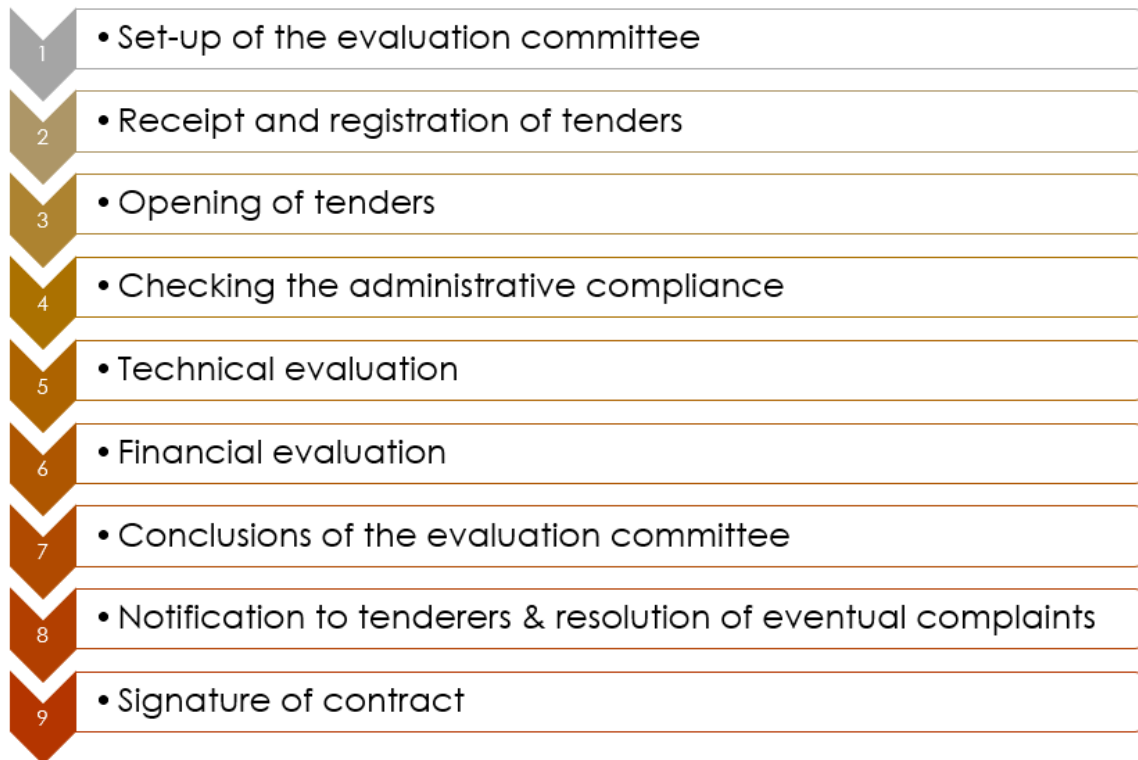 1 • Set-up of the evaluation committee
2 • Receipt and registration of tenders
3 • Opening of tenders
4 • Checking the administrative compliance
5 • Technical evaluation
6 • Financial evaluation
7 • Conclusions of the evaluation committee
8 • Notification to tenderers & resolution of eventual complaints
9 • Signature of contract